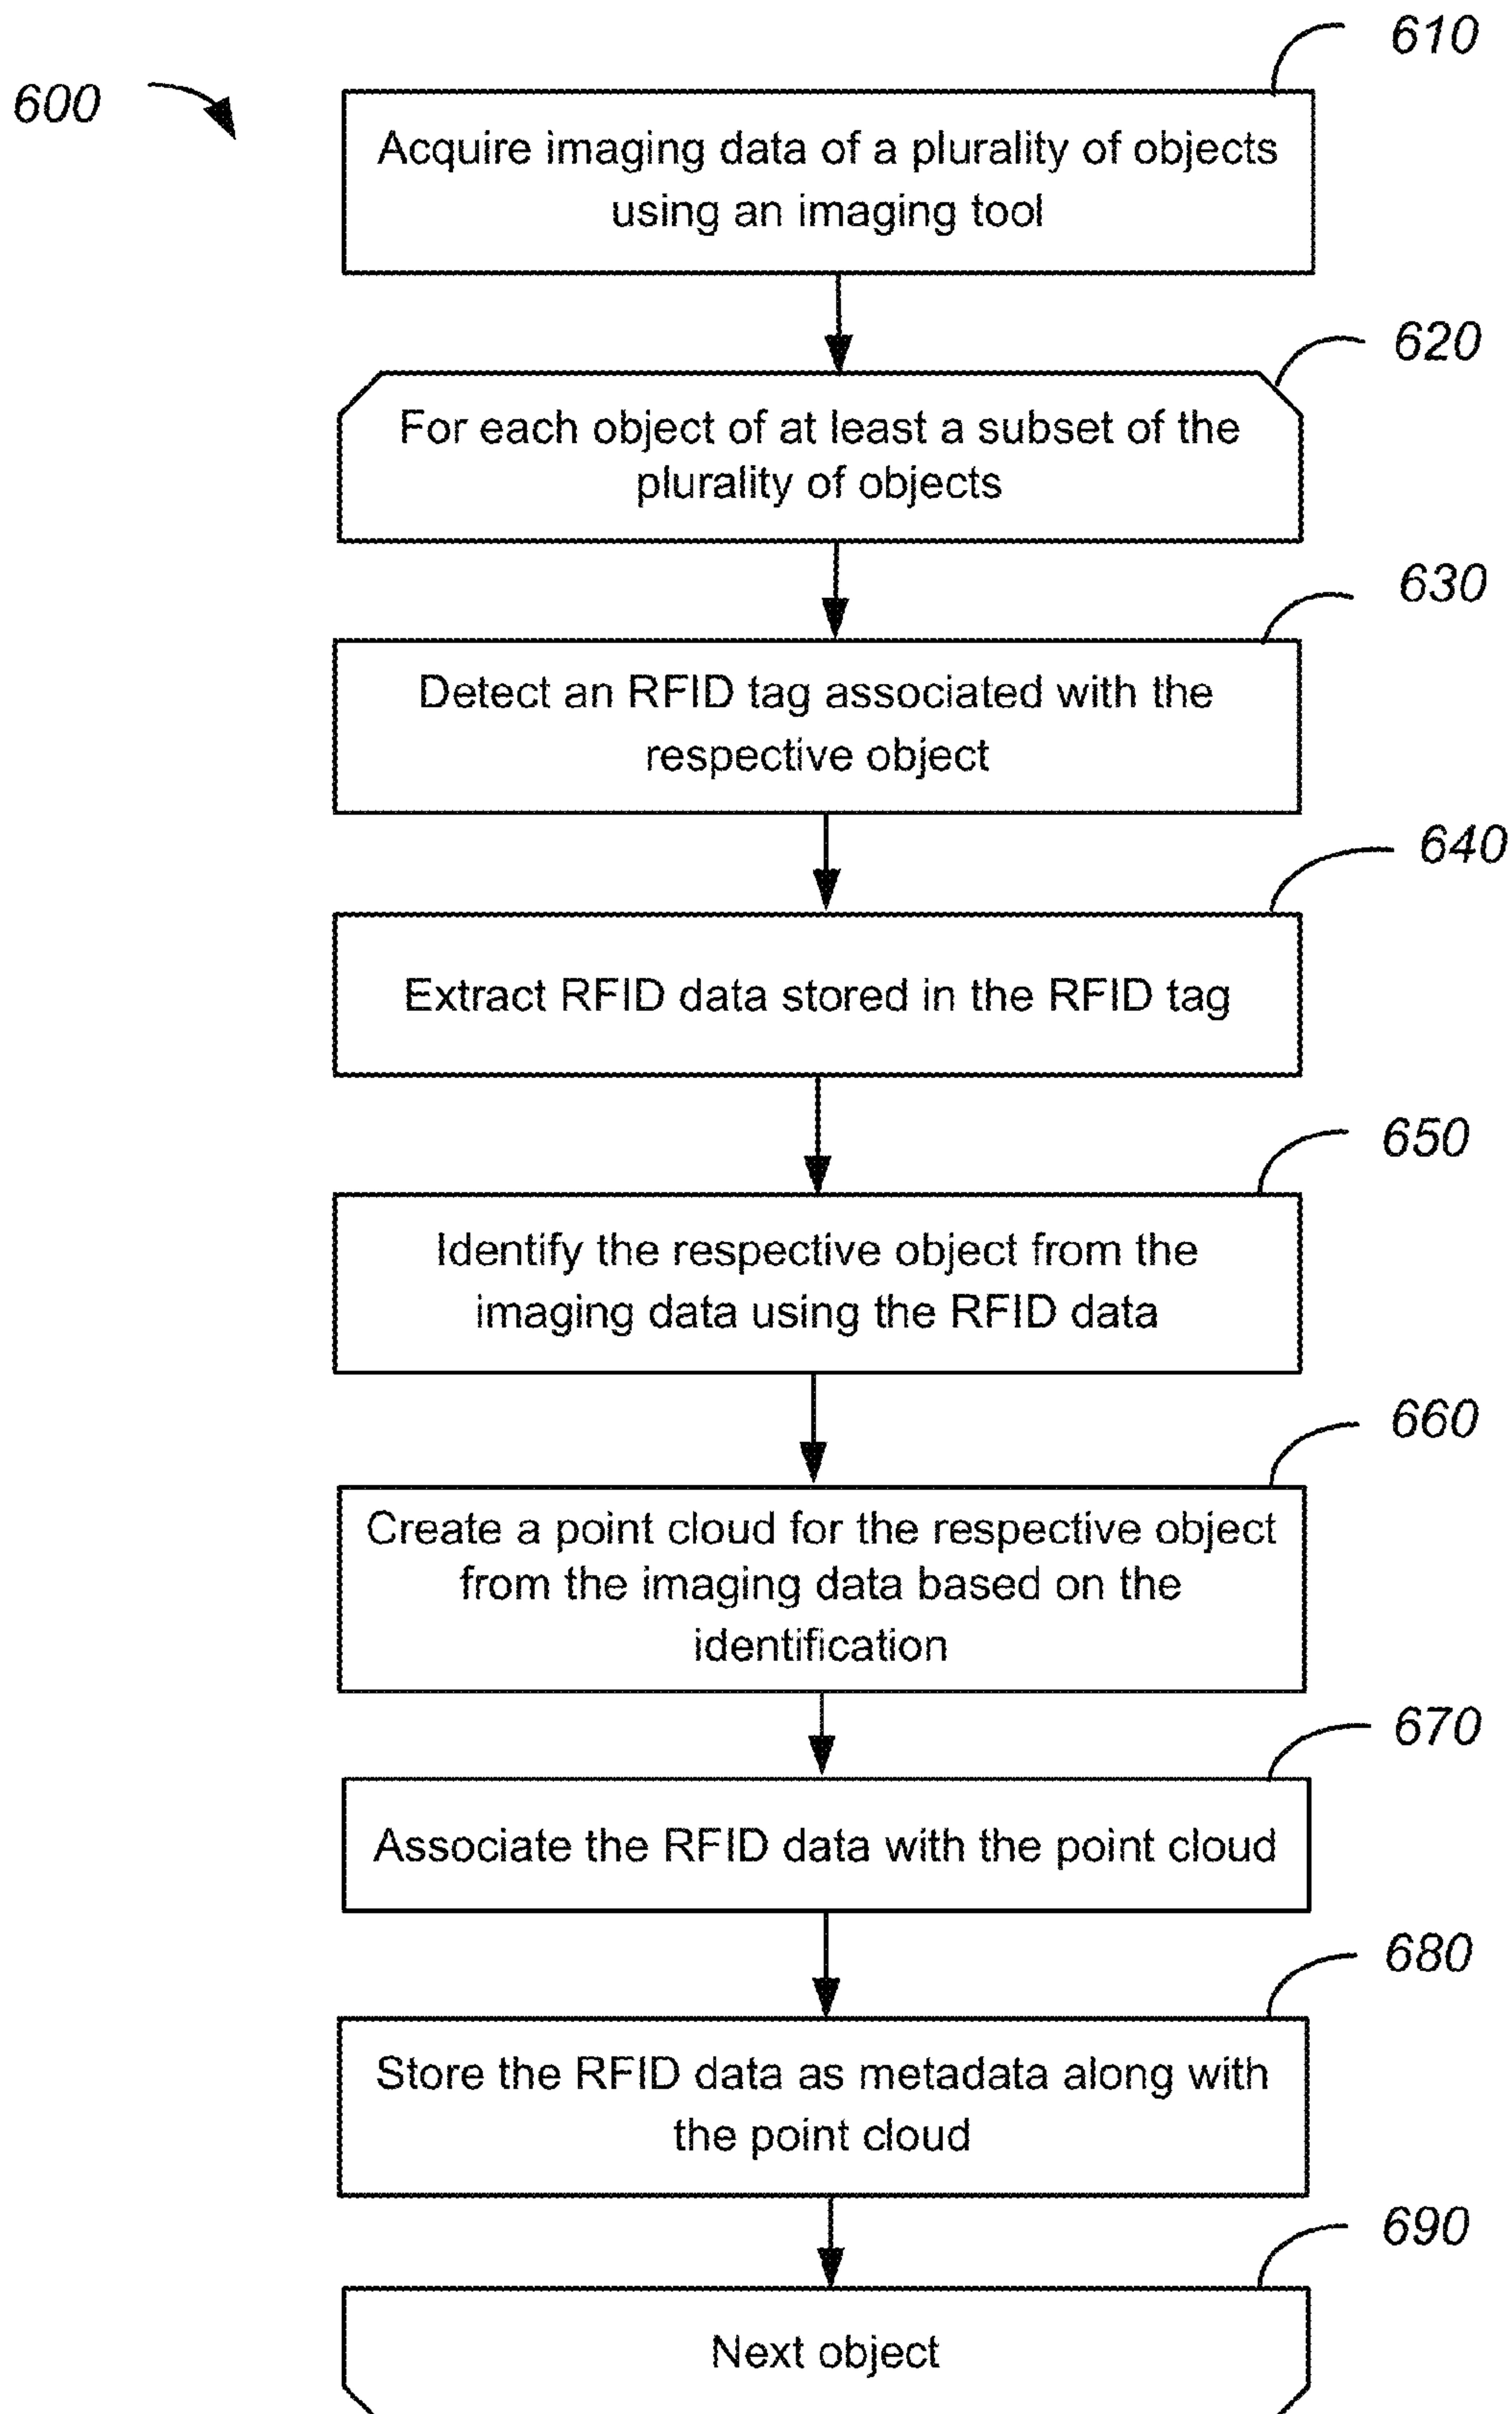 610
600
Acquire imaging data of a plurality of objects
using an imaging tool
620
For each object of at least a subset of the
plurality of objects
630
Detect an RFID tag associated with the
respective object
640
Extract RFID data stored in the RFID tag
650
Identify the respective object from the
imaging data using the RFID data
660
Create a point cloud for the respective object
from the imaging data based on the
identification
670
Associate the RFID data with the point cloud
680
Store the RFID data as metadata along with
the point cloud
690
Next object